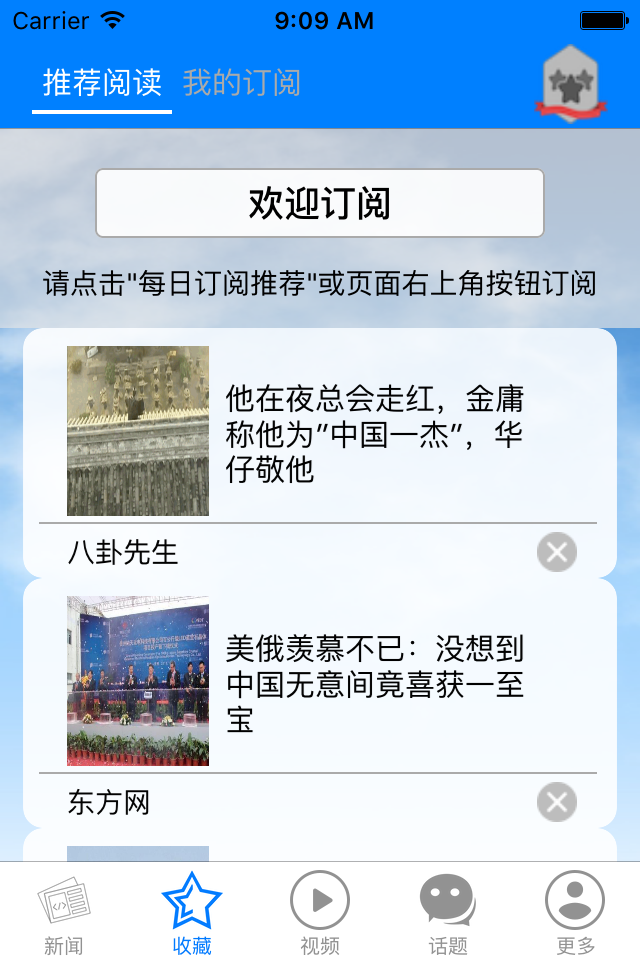 Carrier 9:09 AM
推荐阅读 我的订阅
欢迎订阅
请点击"每日订阅推荐"或页面右上角按钮订阅
他在夜总会走红，金庸
称他为”中国一杰”，华
仔敬他
八卦先生
美俄羡慕不已：没想到
中国无意间竟喜获一至
宝
东方网
新闻 收藏 视频 话题 更多